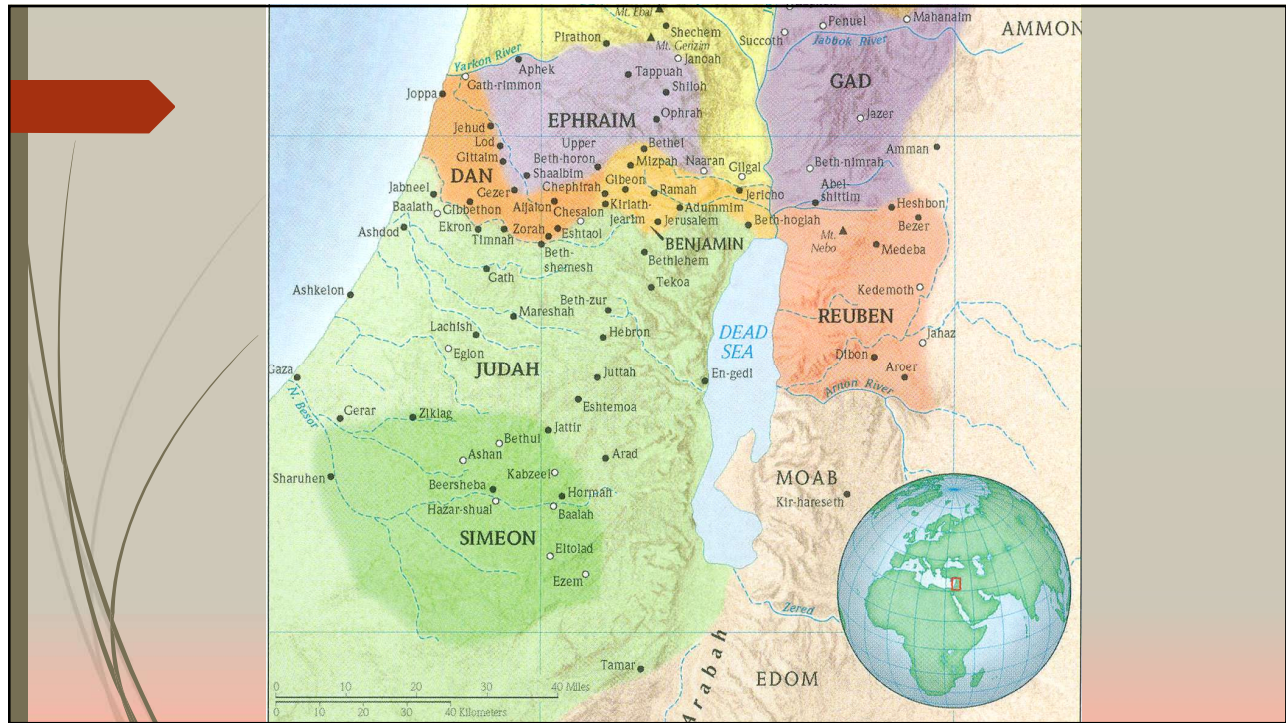 Mt. Ebal
Penuel
Mahanaim
Shechem
AMMON
Pirathon
Mt. Gerizim
Succoth
Jabbok River
Janoah
Yarkon River
Aphek
Tappuah
GAD
Gath-rimmon
Shiloh
Joppa
Ophrah
Jazer
EPHRAIM
Jehud
Lod
Upper
Beth-horon
Bethel
Amman
Gittaim
Mizpah
Naaran
Gilgal
Beth-nimrah
DAN
Shaalbim
Gibeon
Jabneel
Gezer
Chephirah
Ramah
Jericho
Abel-
shittim
Baalath
Gibbethon
Aijalon
Chesalon
Kiriath-
Jearim
Adummim
Heshbon
Ashdod
Ekron
Timnah
Zorah
Eshtaol
Jerusalem
Beth-hoglah
Bezer
BENJAMIN
Mt.
Nebo
Medeba
Beth-
shemesh
Bethlehem
Gath
Tekoa
Ashkelon
Kedemoth
Beth-zur
Mareshah
REUBEN
Lachish
Hebron
DEAD
SEA
Jahaz
Eglon
Dibon
JUDAH
Gaza
Juttah
En-gedi
Aroer
Arnon River
N. Besor
Gerar
Ziklag
Eshtemoa
Jattir
Bethul
Ashan
Arad
Sharuhen
Kabzeel
MOAB
Beersheba
Hormah
Kir-hareseth
Hazar-shual
Baalah
SIMEON
Eltolad
Ezem
Zered
Tamar
Arabah
EDOM
0 10 20 30 40 Miles
0 10 20 30 40 Kilometers